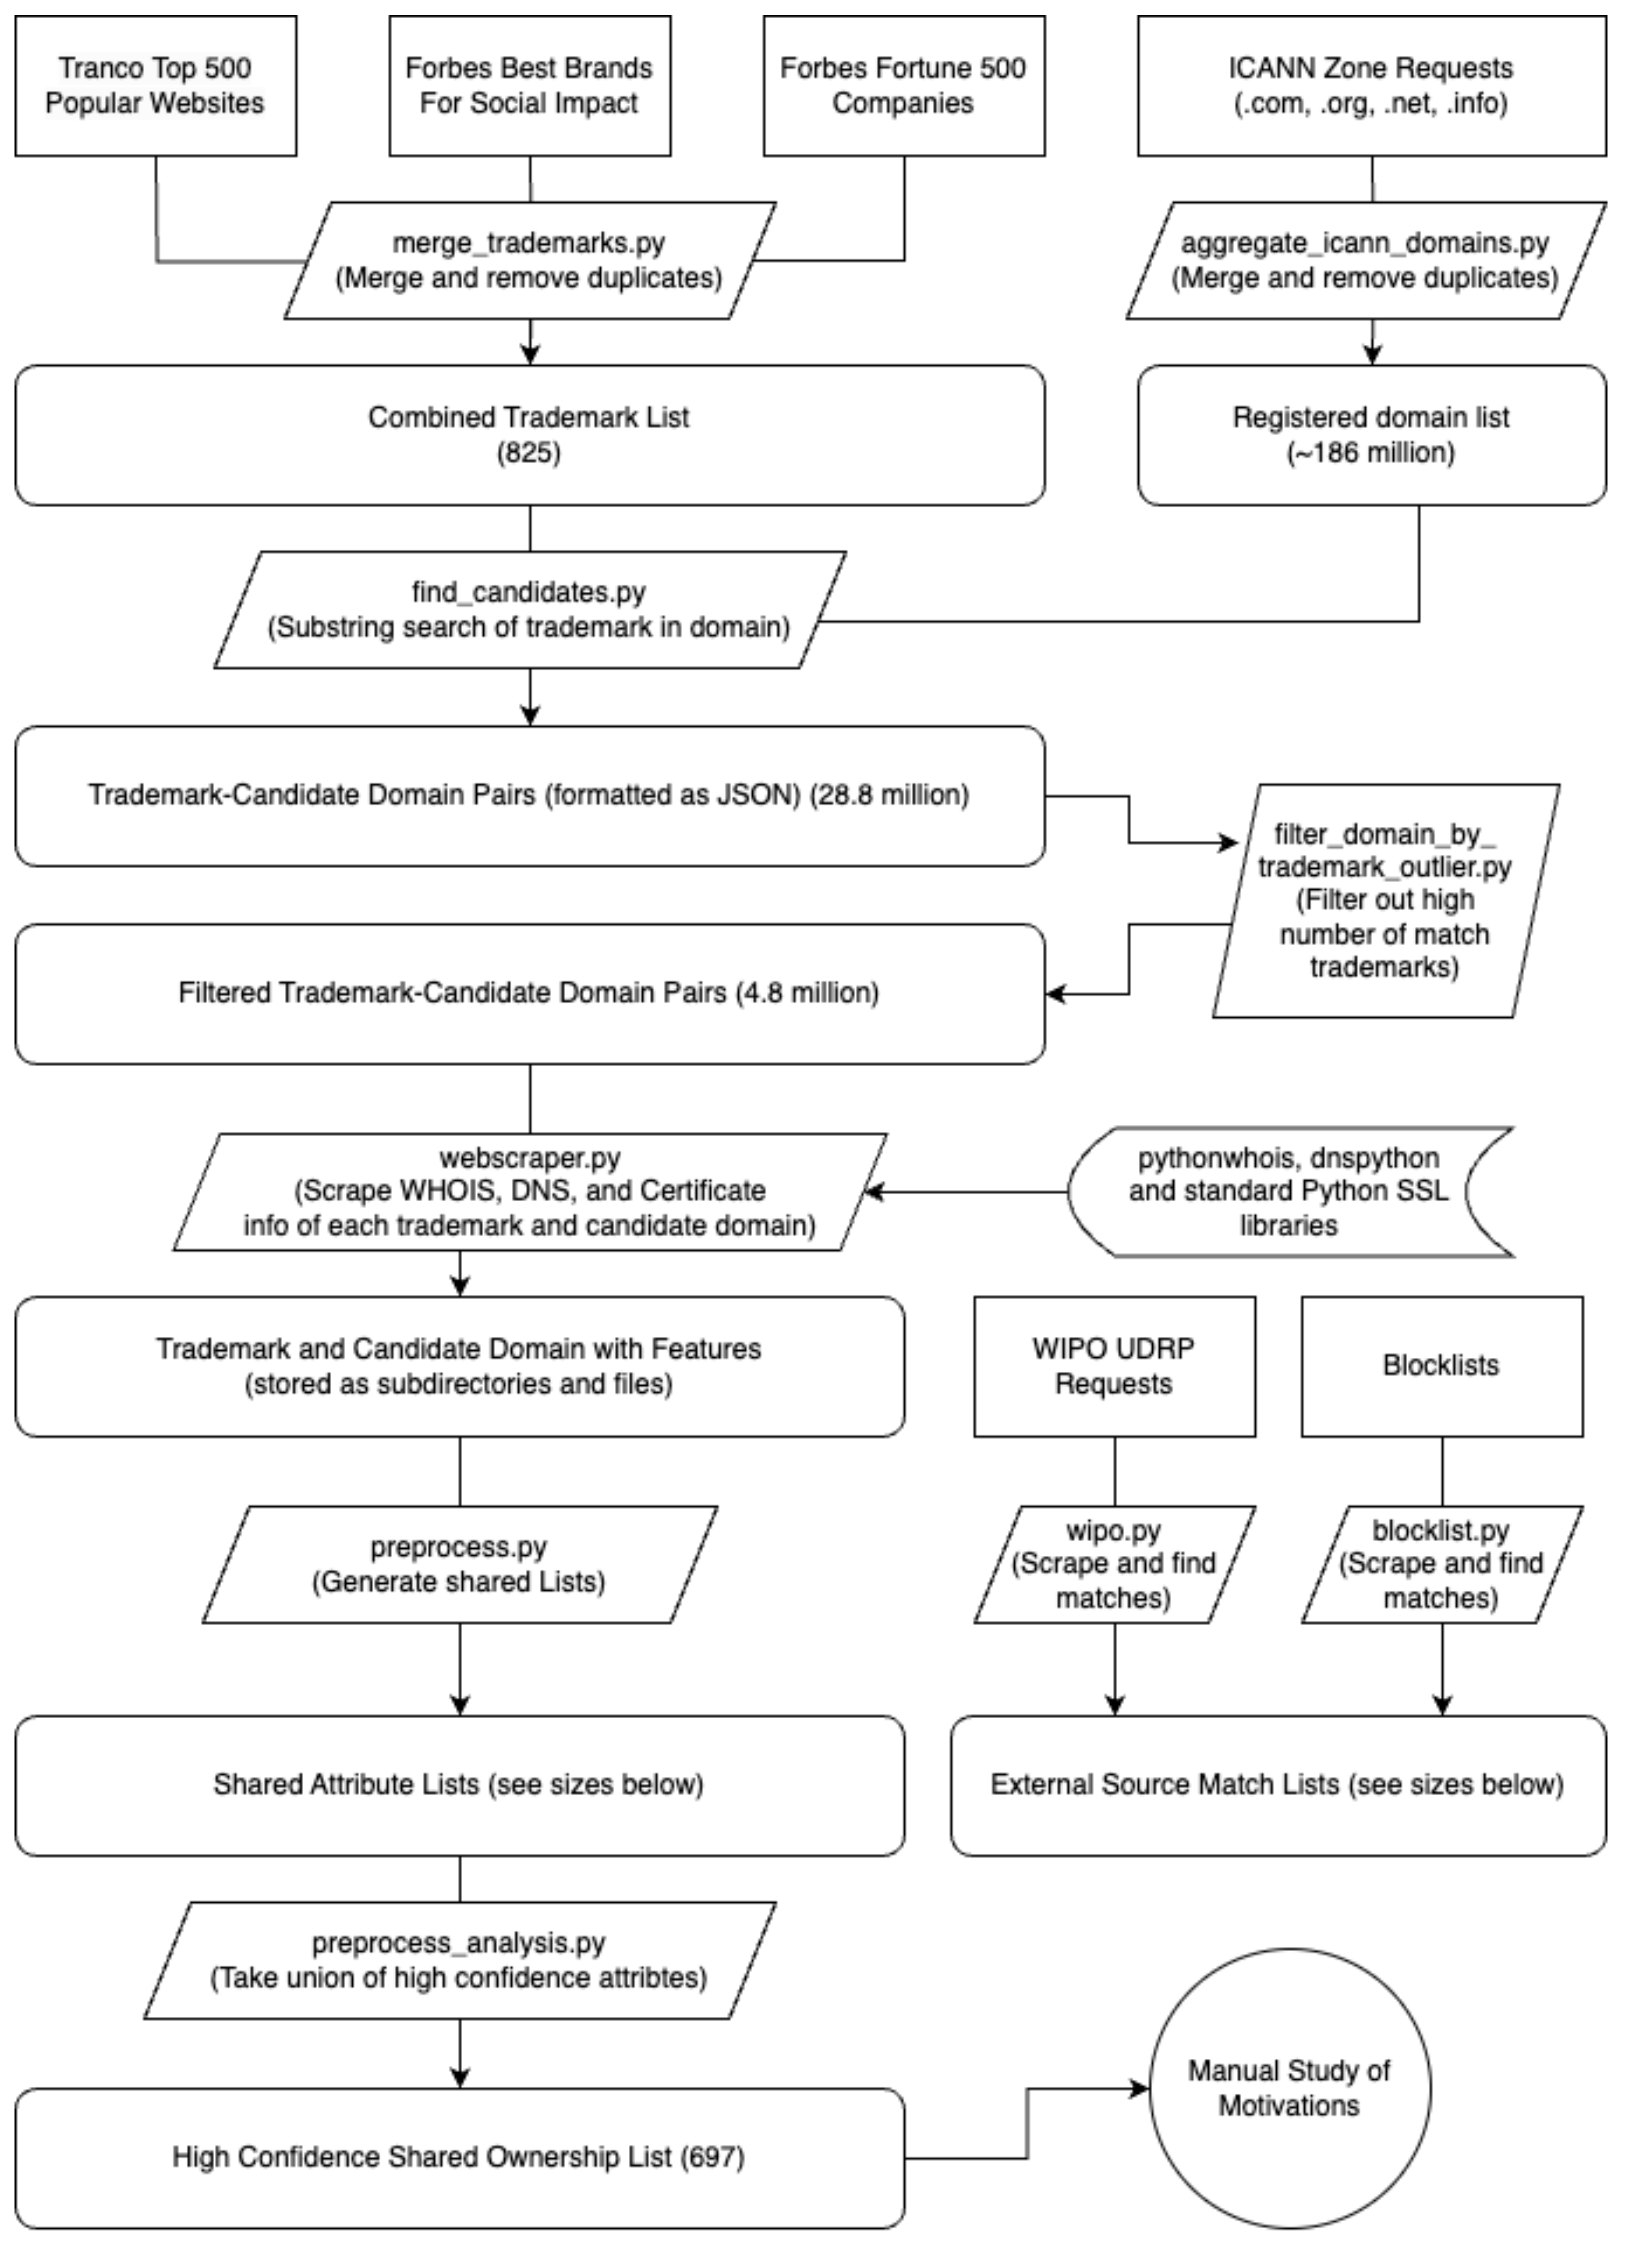 Tranco Top 500
Popular Websites
Forbes Best Brands
For Social Impact
Forbes Fortune 500
Companies
ICANN Zone Requests
(.com, .org, .net, .info)
merge_trademarks.py
(Merge and remove duplicates)
aggregate_icann_domains.py
(Merge and remove duplicates)
Combined Trademark List
(825)
Registered domain list
(~186 million)
find_candidates.py
(Substring search of trademark in domain)
Trademark-Candidate Domain Pairs (formatted as JSON) (28.8 million)
filter_domain_by_
trademark_outlier.py
(Filter out high
number of match
trademarks)
Filtered Trademark-Candidate Domain Pairs (4.8 million)
webscraper.py
(Scrape WHOIS, DNS, and Certificate
info of each trademark and candidate domain)
pythonwhois, dnspython
and standard Python SSL
libraries
Trademark and Candidate Domain with Features
(stored as subdirectories and files)
WIPO UDRP
Requests
Blocklists
preprocess.py
(Generate shared Lists)
wipo.py
(Scrape and find
matches)
blocklist.py
(Scrape and find
matches)
Shared Attribute Lists (see sizes below)
External Source Match Lists (see sizes below)
preprocess_analysis.py
(Take union of high confidence attribtes)
High Confidence Shared Ownership List (697)
Manual Study of
Motivations